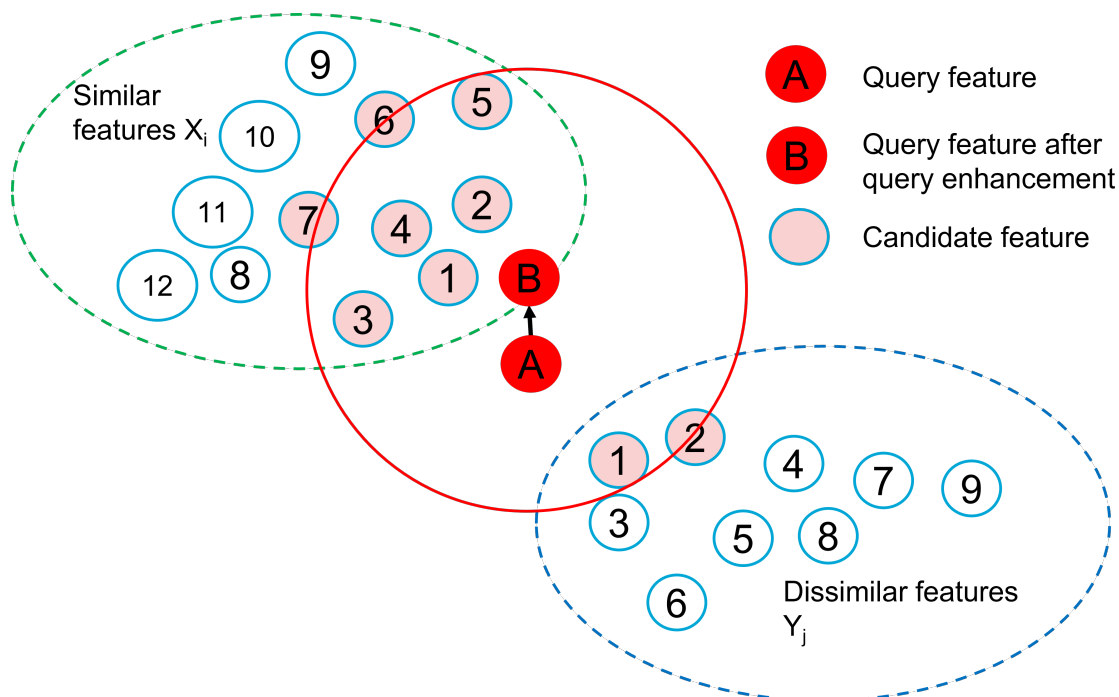 9
Similar
features Xi
10
6
5
11
7
4
2
12
8
1
B
3
A
A
Query feature
B
Query feature after
query enhancement
Candidate feature
1
2
4
7
9
3
5
8
6
Dissimilar features
Yj